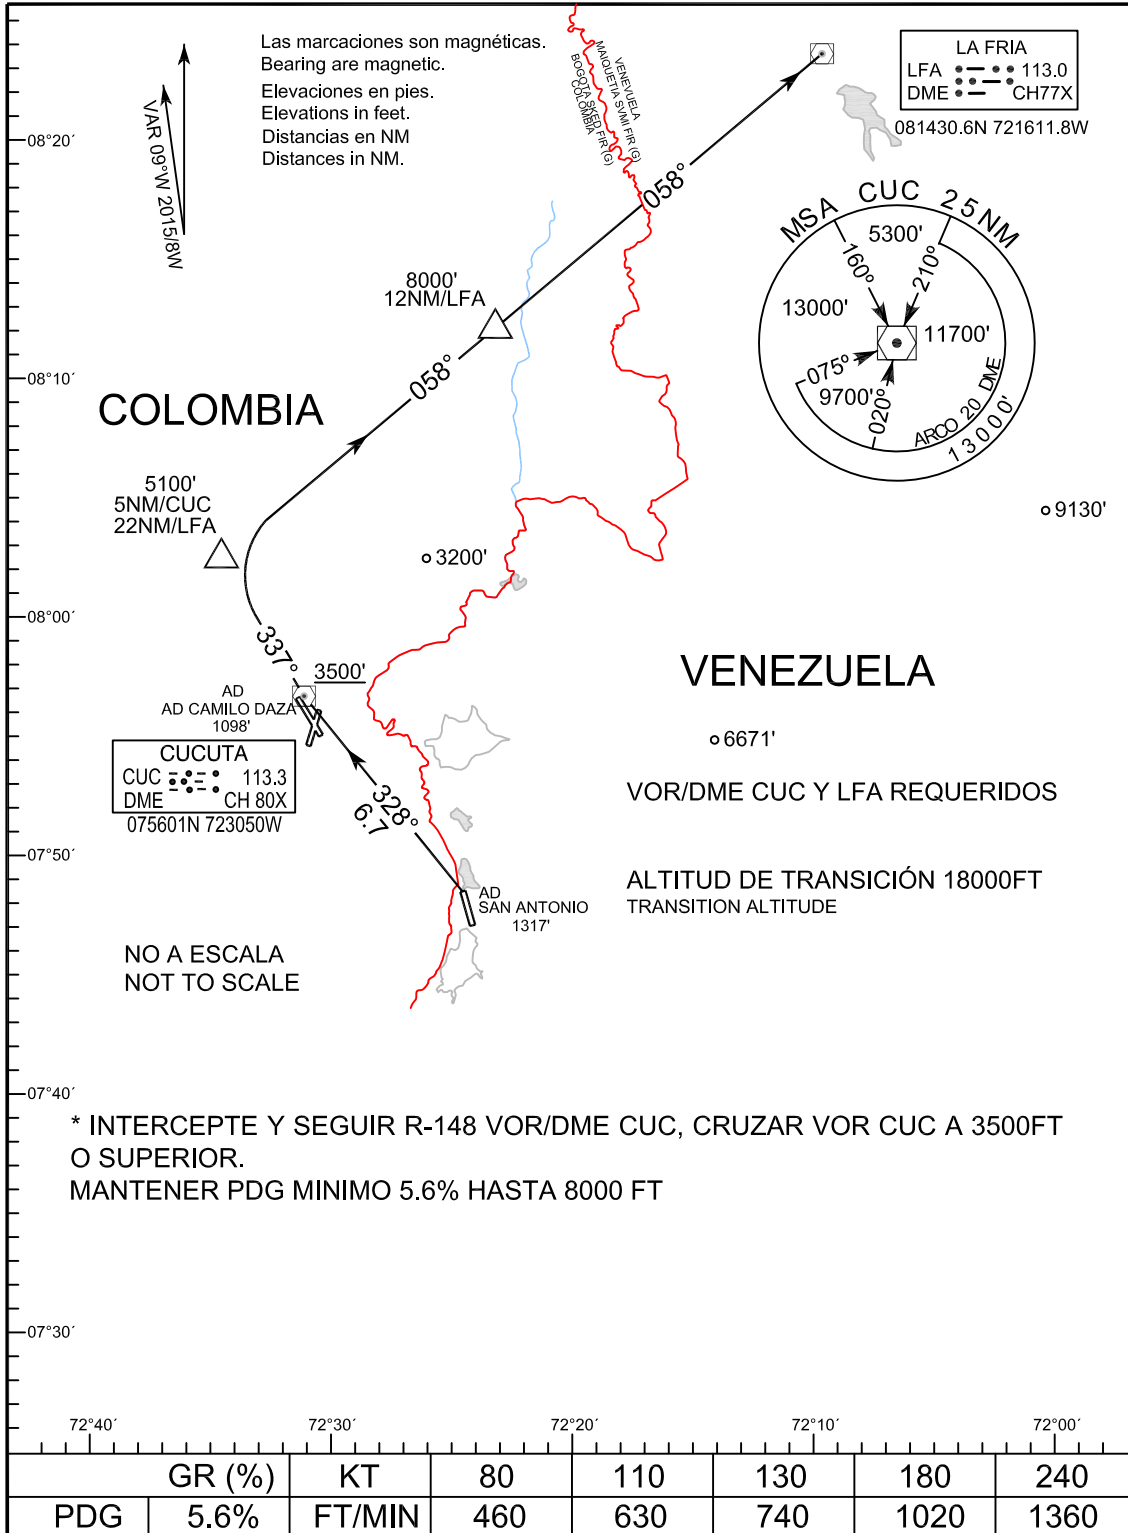 Las marcaciones son magnéticas.
Bearing are magnetic.
Elevaciones en pies.
Elevations in feet.
Distancias en NM
Distances in NM.
VAR 09°W 2015/8W
VENEVUELA
MAIQUETIA SVMI FIR (G)
BOGOTA SKED FIR(G)
COLOMBIA
LA FRIA
LFA 113.0
DME CH77X
081430.6N 721611.8W
08°20´
058°
MSA CUC 25NM
5300'
160°
210°
13000'
11700'
075°
9700'
020°
ARCO 20 DME
13000'
8000'
12NM/LFA
08°10´
058°
COLOMBIA
5100'
5NM/CUC
22NM/LFA
9130'
3200'
08°00´
337°
3500'
VENEZUELA
AD
AD CAMILO DAZA
1098'
CUCUTA
CUC 113.3
DME CH 80X
075601N 723050W
6671'
VOR/DME CUC Y LFA REQUERIDOS
328°
6.7
07°50´
ALTITUD DE TRANSICIÓN 18000FT
TRANSITION ALTITUDE
AD
SAN ANTONIO
1317'
NO A ESCALA
NOT TO SCALE
07°40´
* INTERCEPTE Y SEGUIR R-148 VOR/DME CUC, CRUZAR VOR CUC A 3500FT
O SUPERIOR.
MANTENER PDG MINIMO 5.6% HASTA 8000 FT
07°30´
72°40´ 72°30´ 72°20´ 72°10´ 72°00´
GR (%) KT 80 110 130 180 240
PDG 5.6% FT/MIN 460 630 740 1020 1360